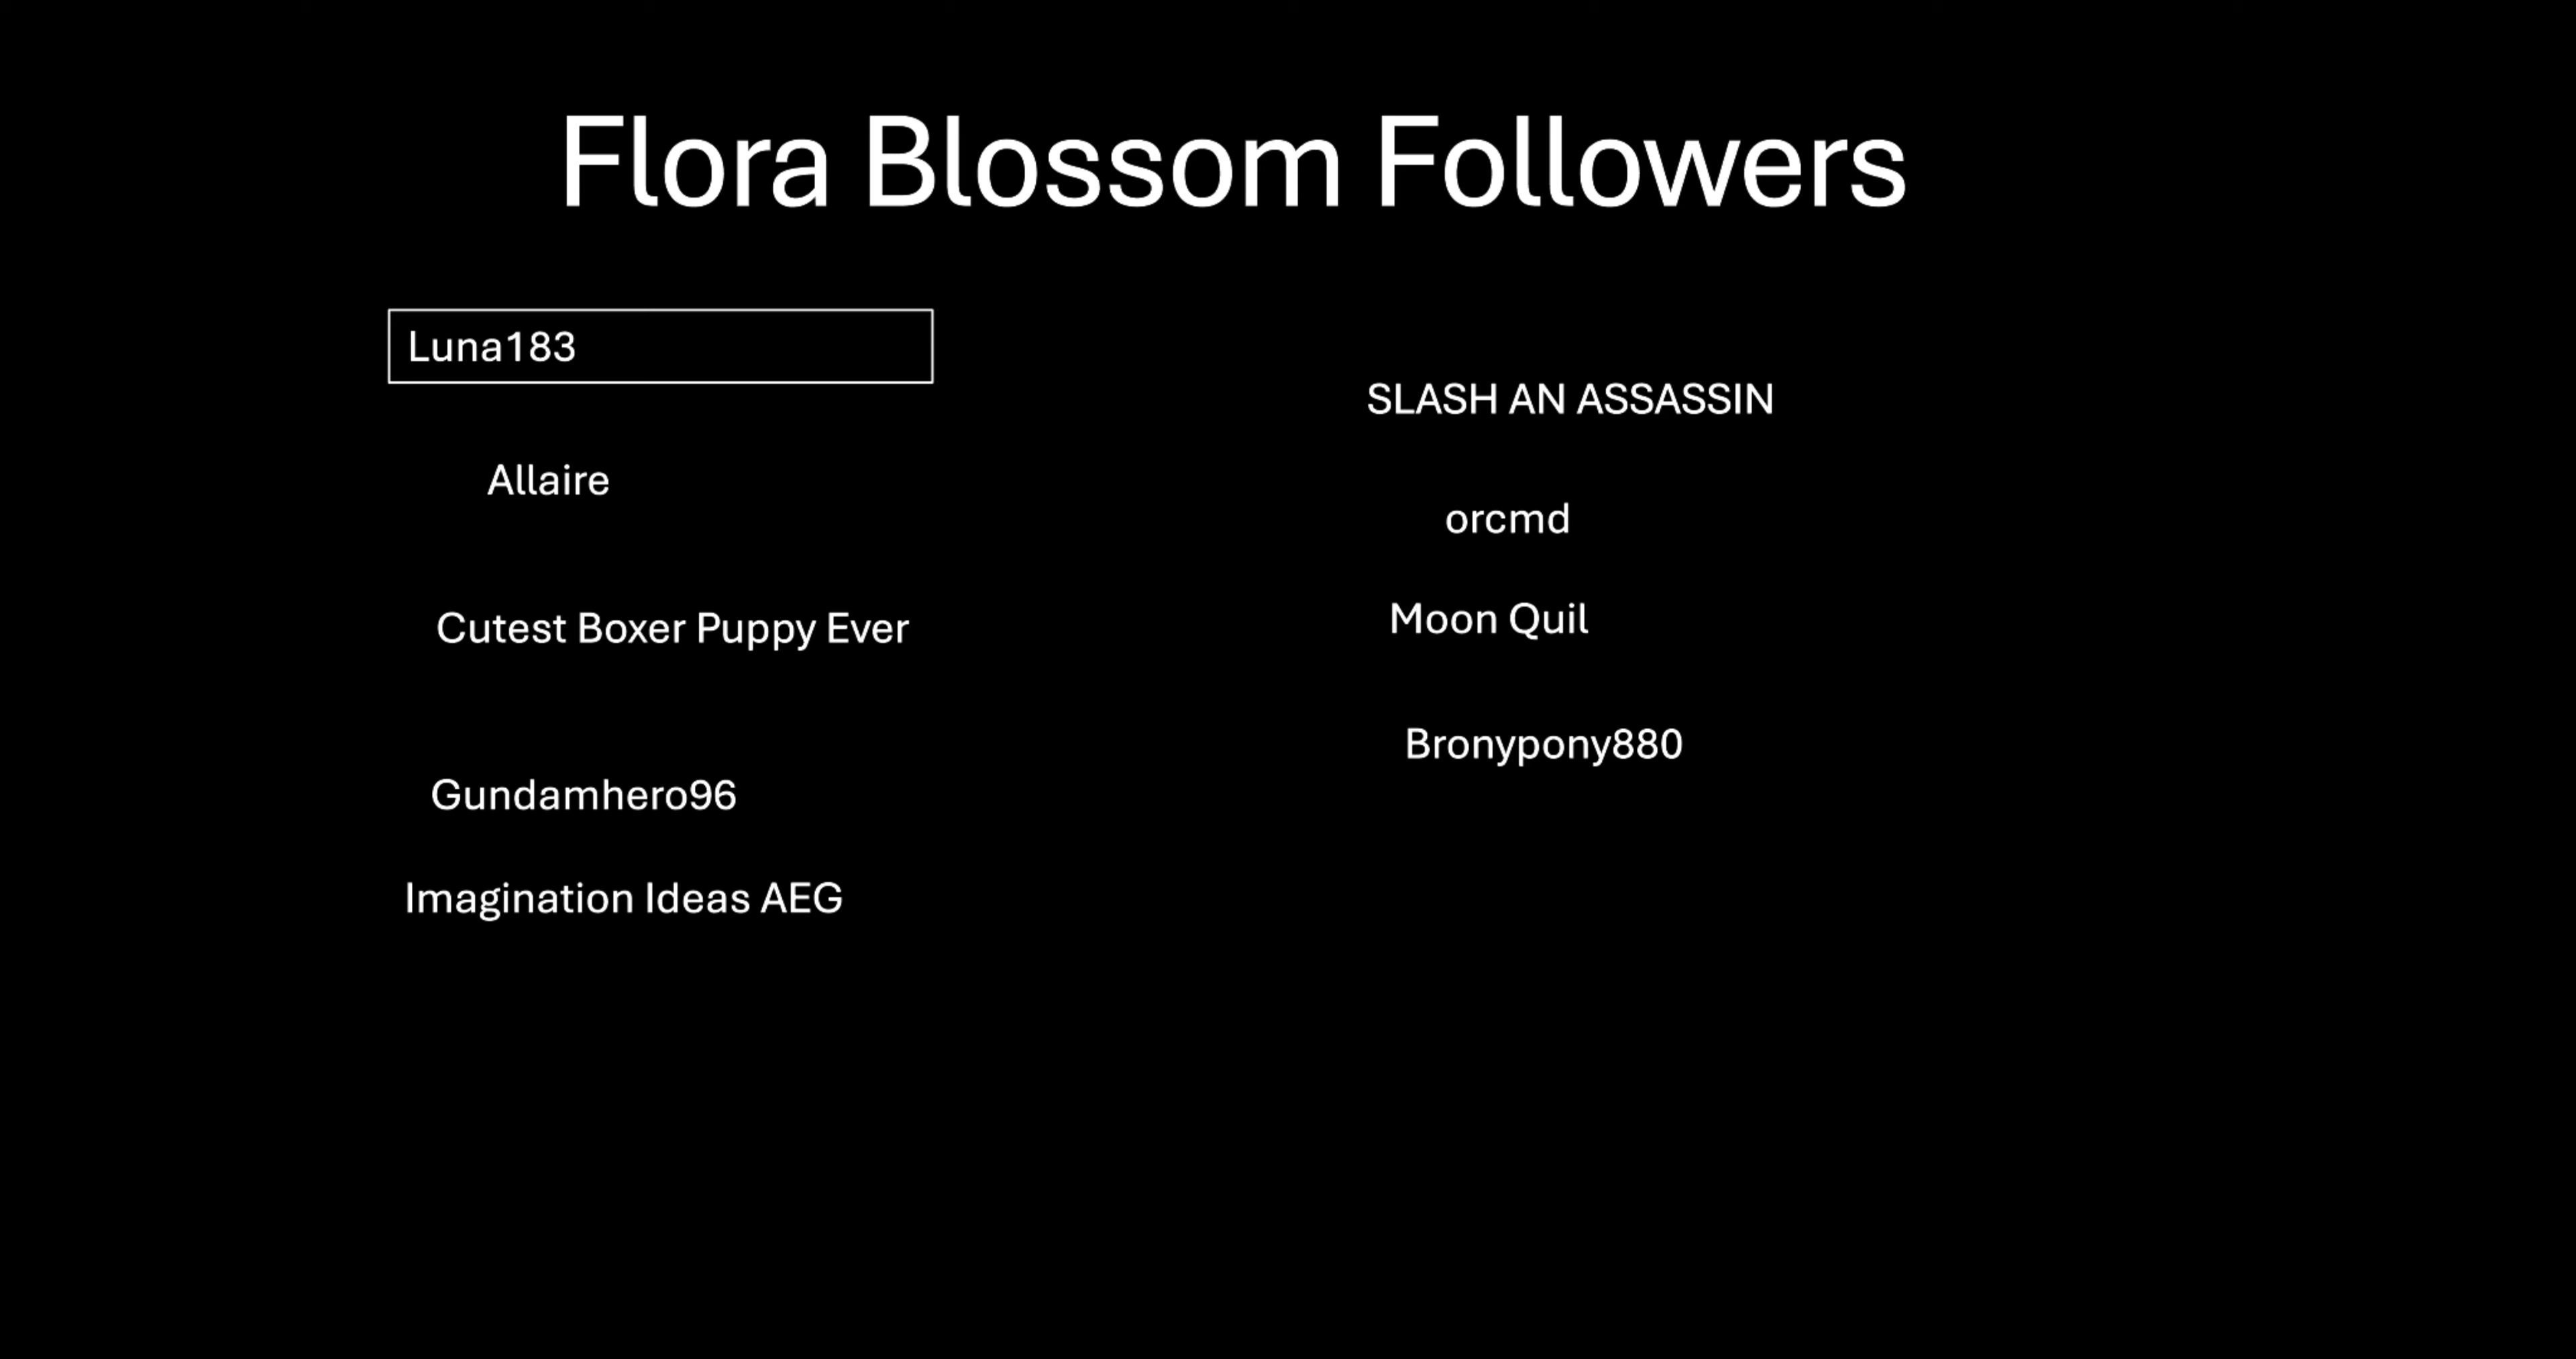 Flora Blossom Followers
Luna183
Allaire
Cutest Boxer Puppy Ever
Gundamhero96
Imagination Ideas AEG
SLASH AN ASSASSIN
orcmd
Moon Quil
Bronypony880